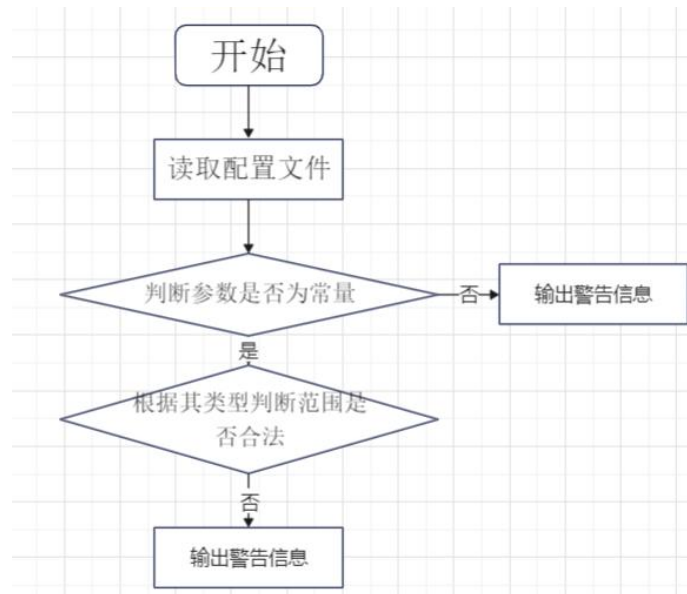 开始
读取配置文件
判断参数是否为常量
否
输出警告信息
是
根据其类型判断范围是
否合法
否
输出警告信息